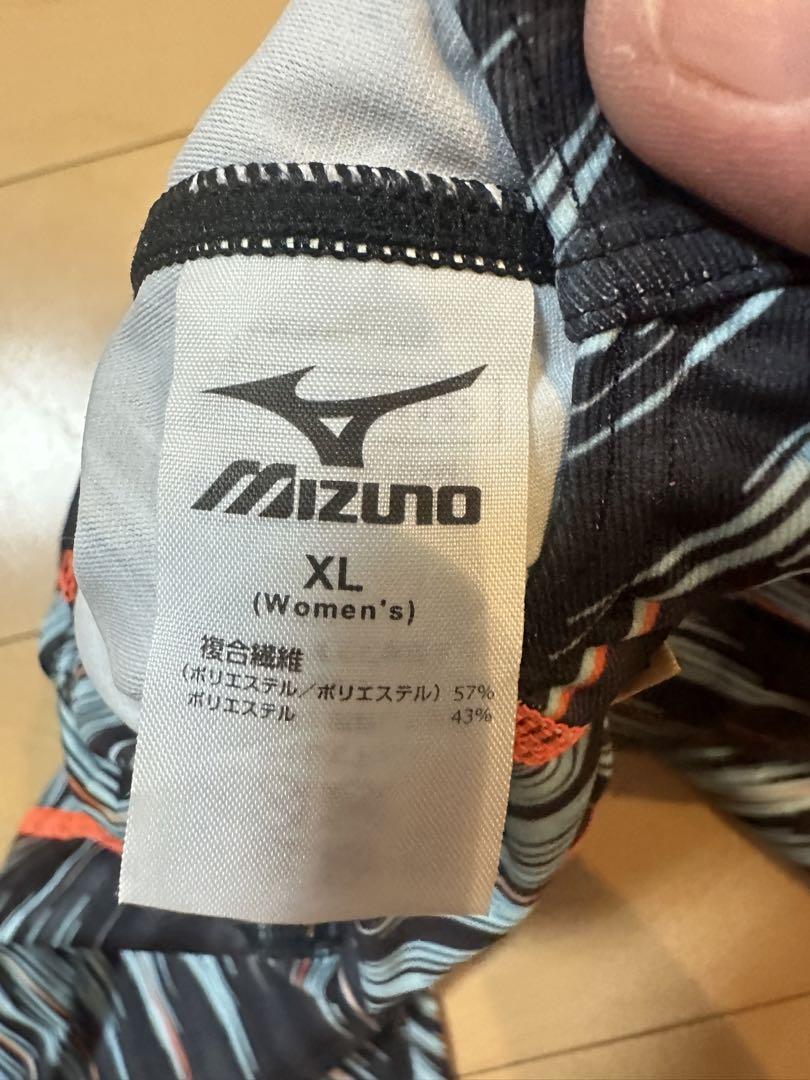 MIZUNO
XL
(Women's)
複合繊維
(ポリエステル/ポリエステル) 57%
ポリエステル 43%